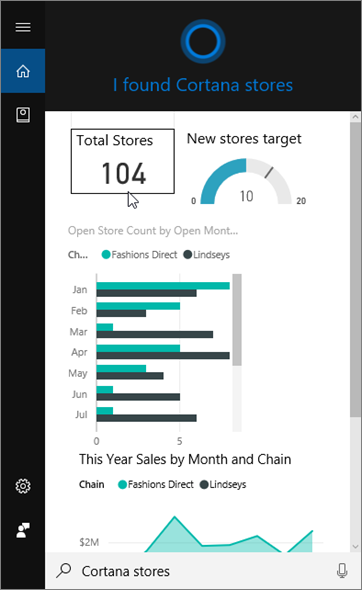 I found Cortana stores
Total Stores
104
New stores target
10
0
20
Open Store Count by Open Mont...
Ch... Fashions Direct Lindseys
Jan
Feb
Mar
Apr
May
Jun
Jul
0 5
This Year Sales by Month and Chain
Chain Fashions Direct Lindseys
$2M
Cortana stores